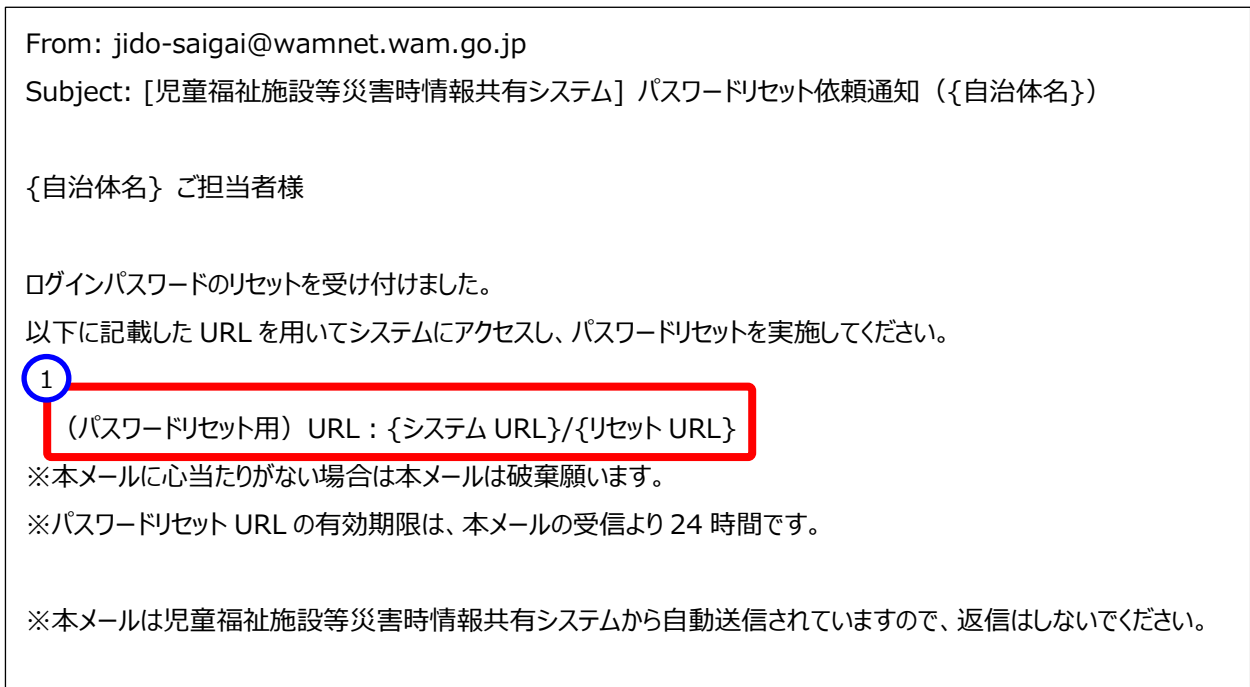 From: jido-saigai@wamnet.wam.go.jp
Subject: [児童福祉施設等災害時情報共有システム] パスワードリセット依頼通知（{自治体名}）
{自治体名} ご担当者様
ログインパスワードのリセットを受け付けました。
以下に記載した URL を用いてシステムにアクセスし、パスワードリセットを実施してください。
1
（パスワードリセット用）URL：{システム URL}/{リセット URL}
※本メールに心当たりがない場合は本メールは破棄願います。
※パスワードリセット URL の有効期限は、本メールの受信より 24 時間です。
※本メールは児童福祉施設等災害時情報共有システムから自動送信されていますので、返信はしないでください。